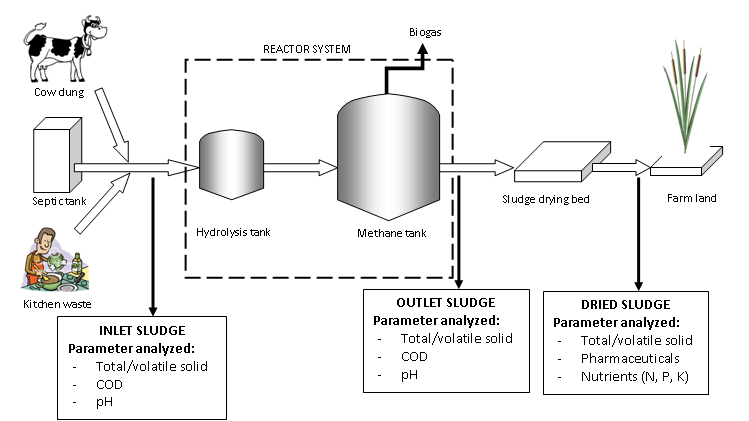 Biogas
REACTOR SYSTEM
Cow dung
Septic tank
Hydrolysis tank
Methane tank
Sludge drying bed
Farm land
Kitchen waste
INLET SLUDGE
Parameter analyzed:
- Total/volatile solid
- COD
- pH
OUTLET SLUDGE
Parameter analyzed:
- Total/volatile solid
- COD
- pH
DRIED SLUDGE
Parameter analyzed:
- Total/volatile solid
- Pharmaceuticals
- Nutrients (N, P, K)